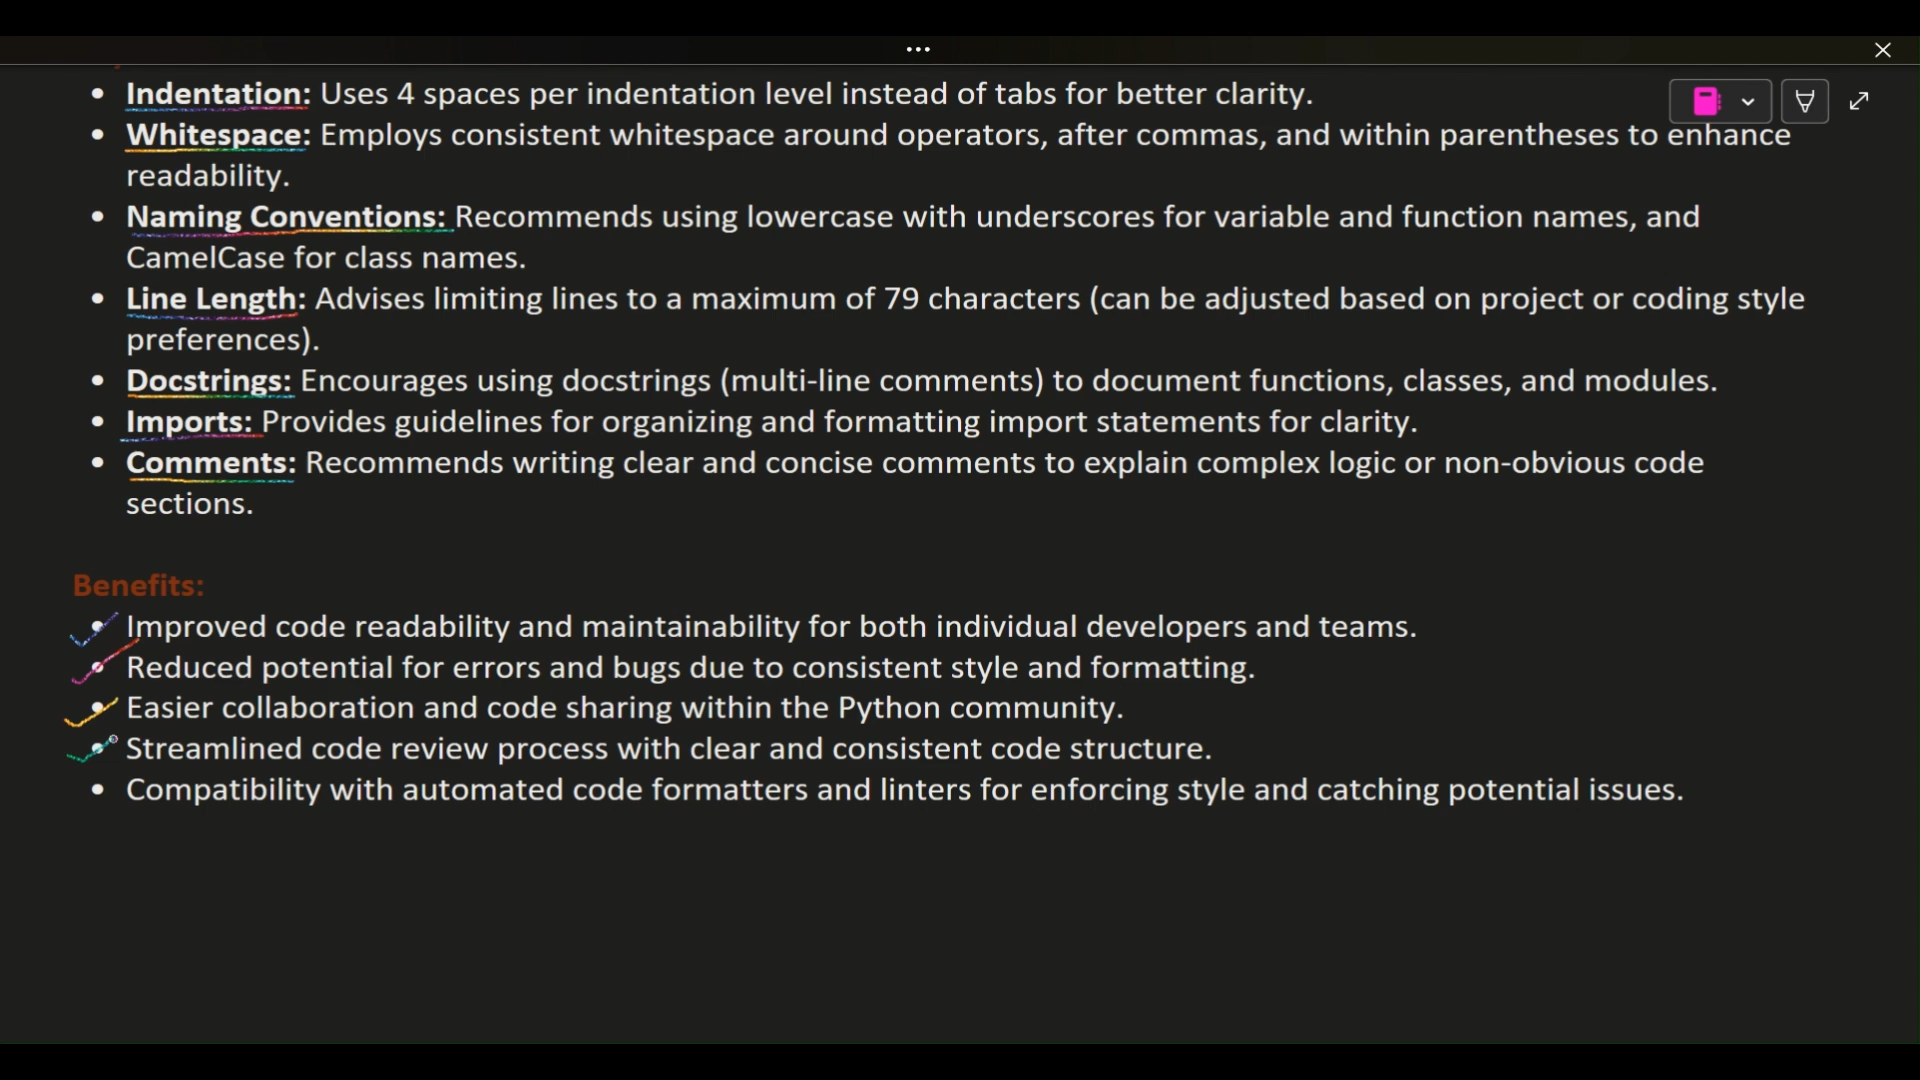 • Indentation: Uses 4 spaces per indentation level instead of tabs for better clarity.
• Whitespace: Employs consistent whitespace around operators, after commas, and within parentheses to enhance
readability.
• Naming Conventions: Recommends using lowercase with underscores for variable and function names, and
CamelCase for class names.
• Line Length: Advises limiting lines to a maximum of 79 characters (can be adjusted based on project or coding style
preferences).
• Docstrings: Encourages using docstrings (multi-line comments) to document functions, classes, and modules.
• Imports: Provides guidelines for organizing and formatting import statements for clarity.
• Comments: Recommends writing clear and concise comments to explain complex logic or non-obvious code
sections.
Benefits:
• Improved code readability and maintainability for both individual developers and teams.
• Reduced potential for errors and bugs due to consistent style and formatting.
• Easier collaboration and code sharing within the Python community.
• Streamlined code review process with clear and consistent code structure.
• Compatibility with automated code formatters and linters for enforcing style and catching potential issues.